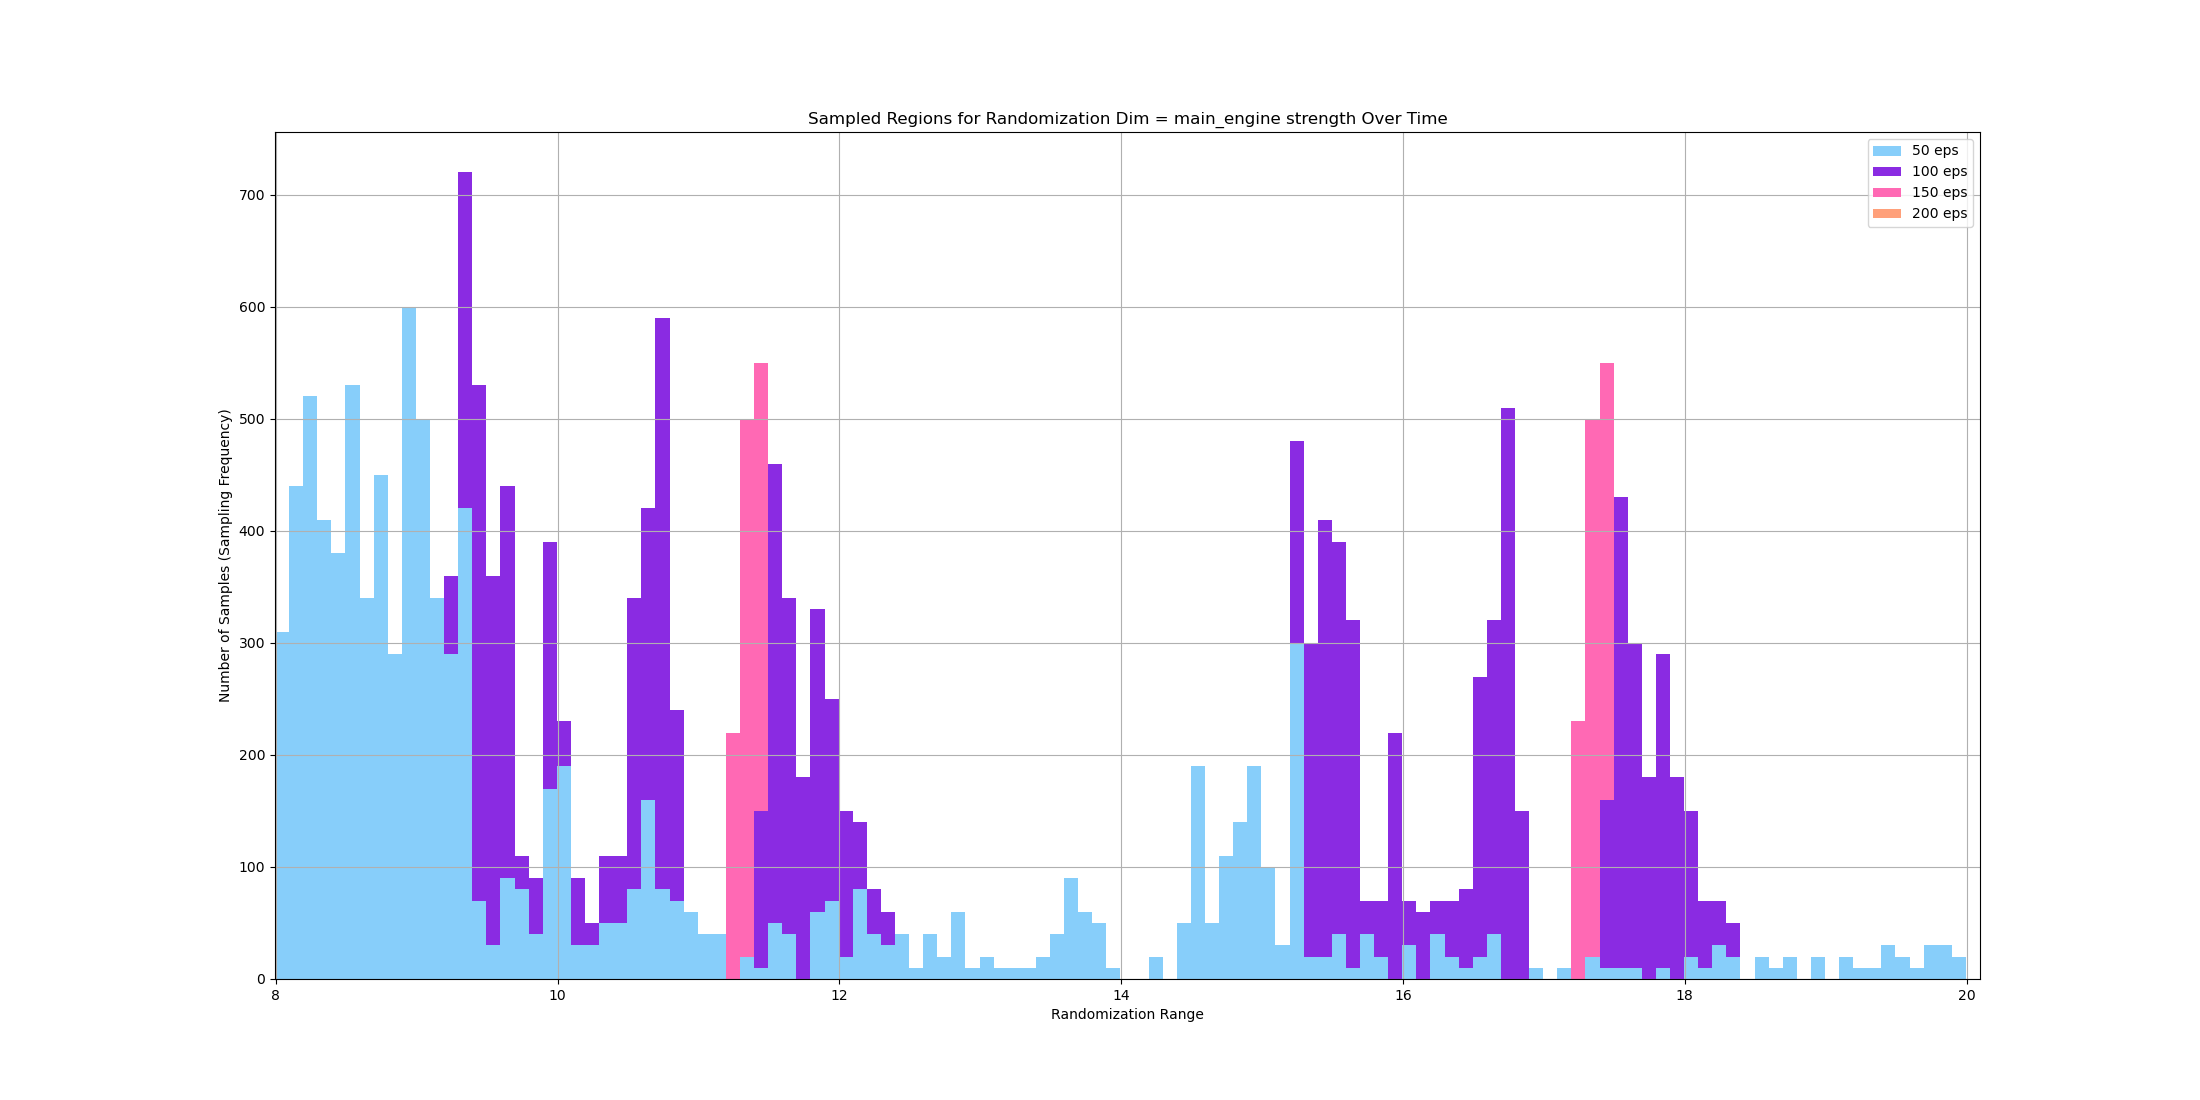 Sampled Regions for Randomization Dim = main_engine strength Over Time
50 eps
100 eps
150 eps
200 eps
Number of Samples (Sampling Frequency)
700
600
500
400
300
200
100
0
8
10
12
14
16
18
20
Randomization Range